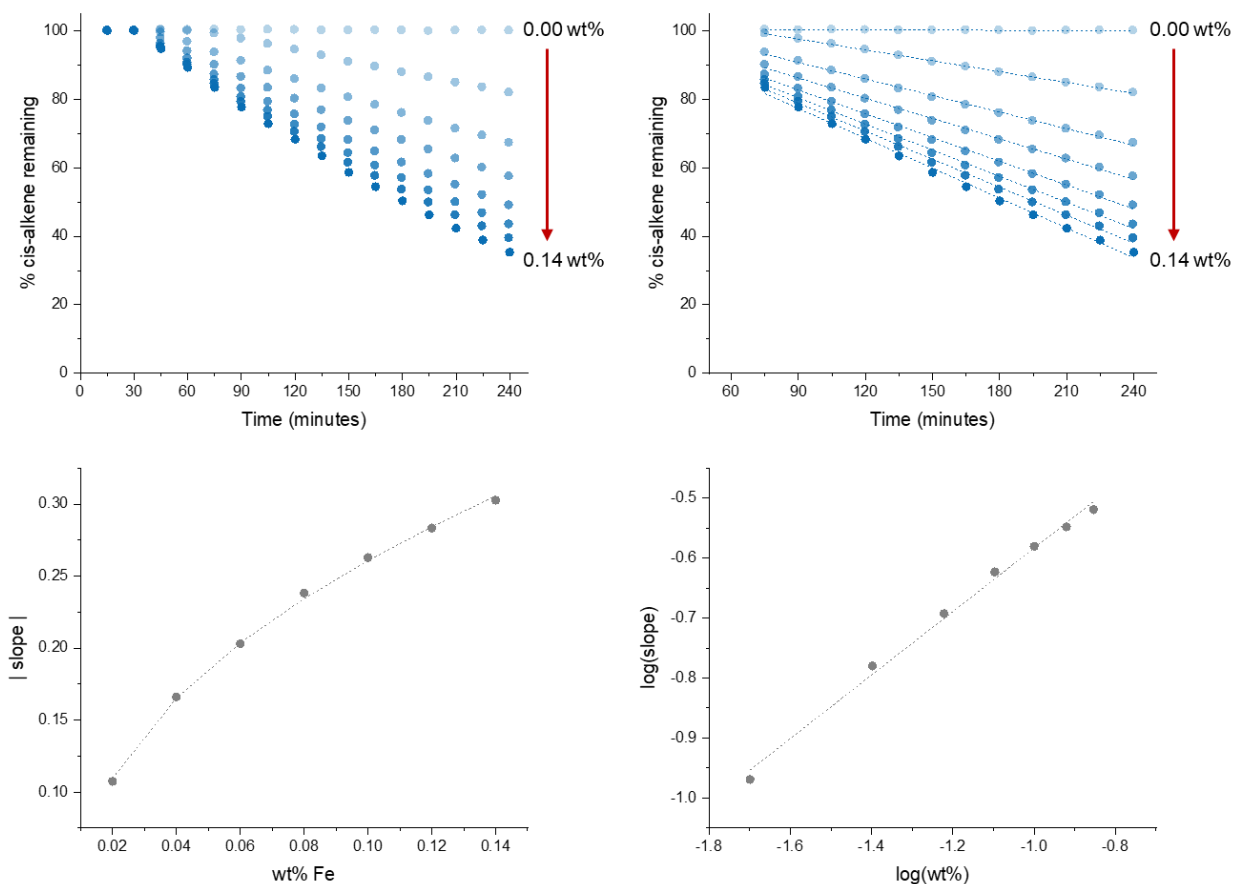 100
80
60
40
20
0
% cis-alkene remaining
0 30 60 90 120 150 180 210 240
Time (minutes)
0.00 wt%
0.14 wt%
100
80
60
40
20
0
% cis-alkene remaining
60 90 120 150 180 210 240
Time (minutes)
0.00 wt%
0.14 wt%
0.30
0.25
0.20
0.15
0.10
| slope |
0.02 0.04 0.06 0.08 0.10 0.12 0.14
wt% Fe
-0.5
-0.6
-0.7
-0.8
-0.9
-1.0
log(slope)
-1.8 -1.6 -1.4 -1.2 -1.0 -0.8
log(wt%)